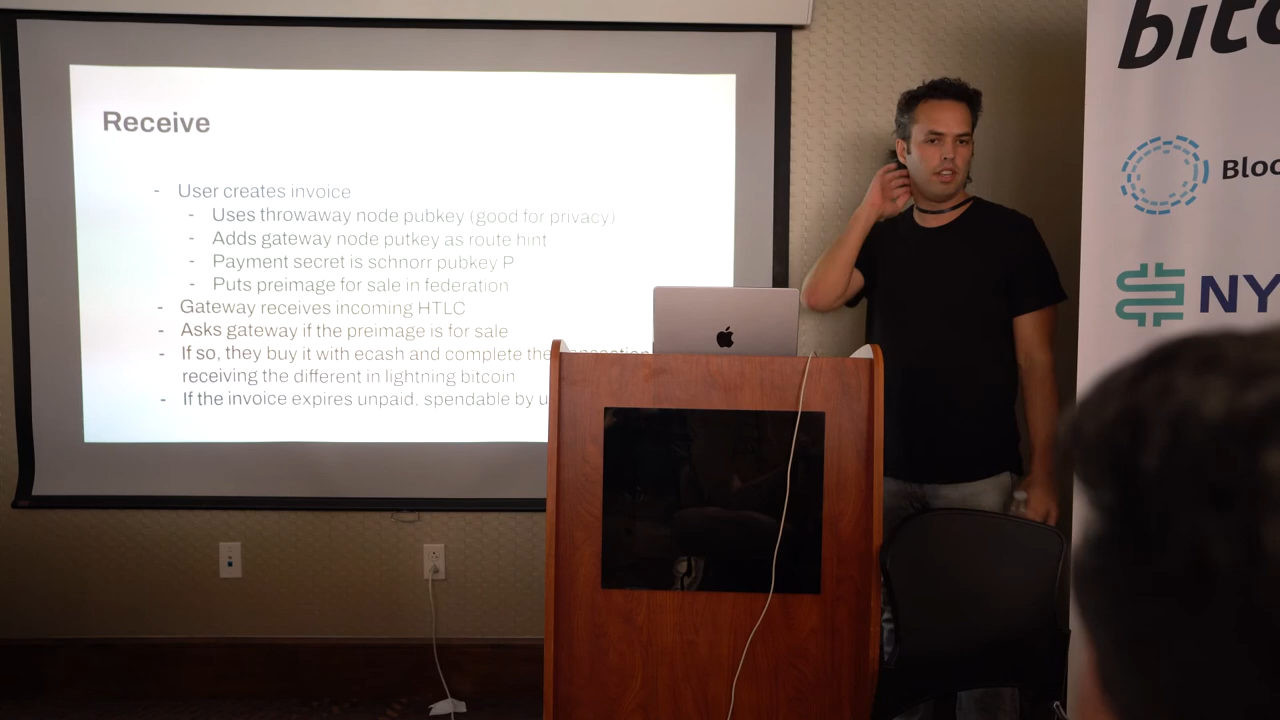 Receive
- User creates invoice
- Uses throwaway node pubkey (good for privacy)
- Adds gateway node putkey as route hint
- Payment secret is schnorr pubkey P
- Puts preimage for sale in federation
- Gateway receives incoming HTLC
- Asks gateway if the preimage is for sale
- If so, they buy it with ecash and complete the transaction
receiving the different in lightning bitcoin
- If the invoice expires unpaid. spendable by u
bitc
Bloc
NY